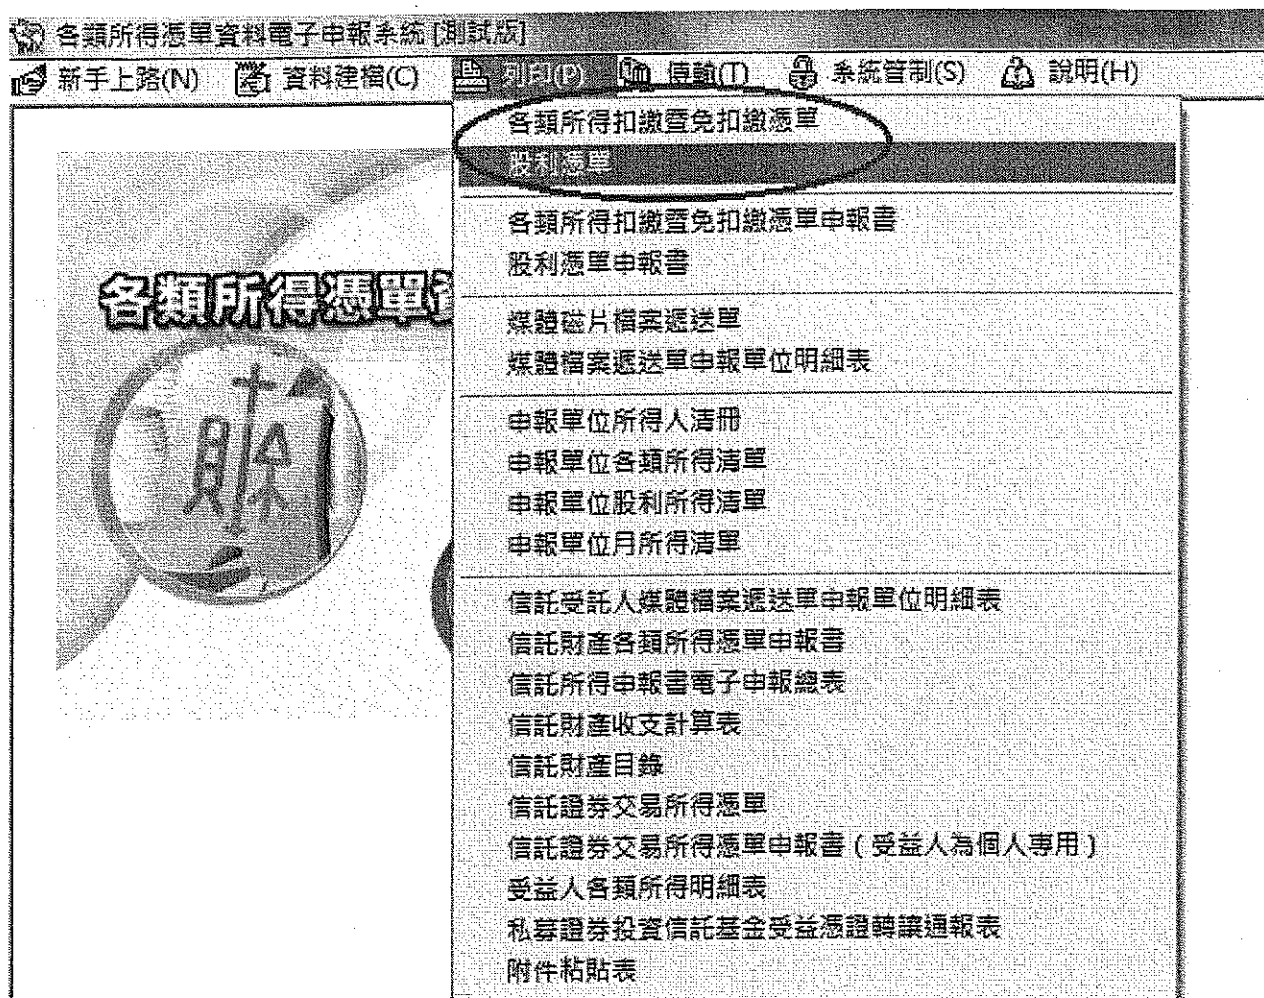 各類所得憑單資料電子申報系統 [測試版]
新手上路(N) 資料建檔(C) 列印(P) 傳輸(T) 系統管制(S) 說明(H)
各類所得扣繳暨免扣繳憑單
股利憑單
各類所得扣繳暨免扣繳憑單申報書
股利憑單申報書
各類所得憑單資
媒體磁片檔案遞送單
媒體檔案遞送單申報單位明細表
申報單位所得人清冊
申報單位各類所得清單
申報單位股利所得清單
申報單位月所得清單
信託受託人媒體檔案遞送單申報單位明細表
信託財產各類所得憑單申報書
信託所得申報書電子申報總表
信託財產收支計算表
信託財產目錄
信託證券交易所得憑單
信託證券交易所得憑單申報書(受益人為個人專用)
受益人各類所得明細表
私募證券投資信託基金受益憑證轉讓通報表
附件粘貼表